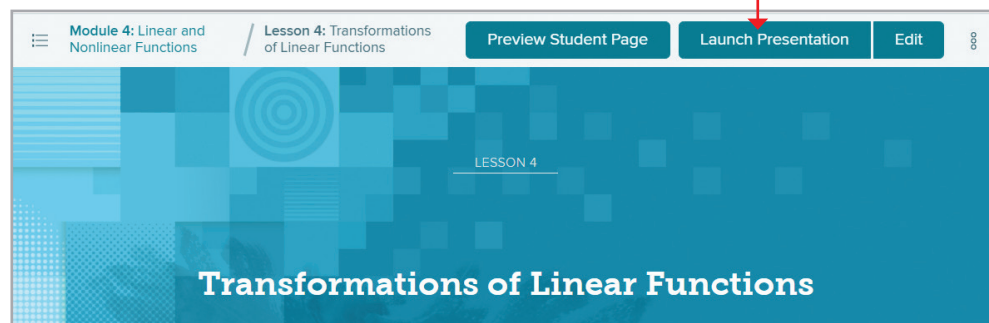 Module 4: Linear and
Nonlinear Functions
Lesson 4: Transformations
of Linear Functions
Preview Student Page
Launch Presentation
Edit
LESSON 4
Transformations of Linear Functions